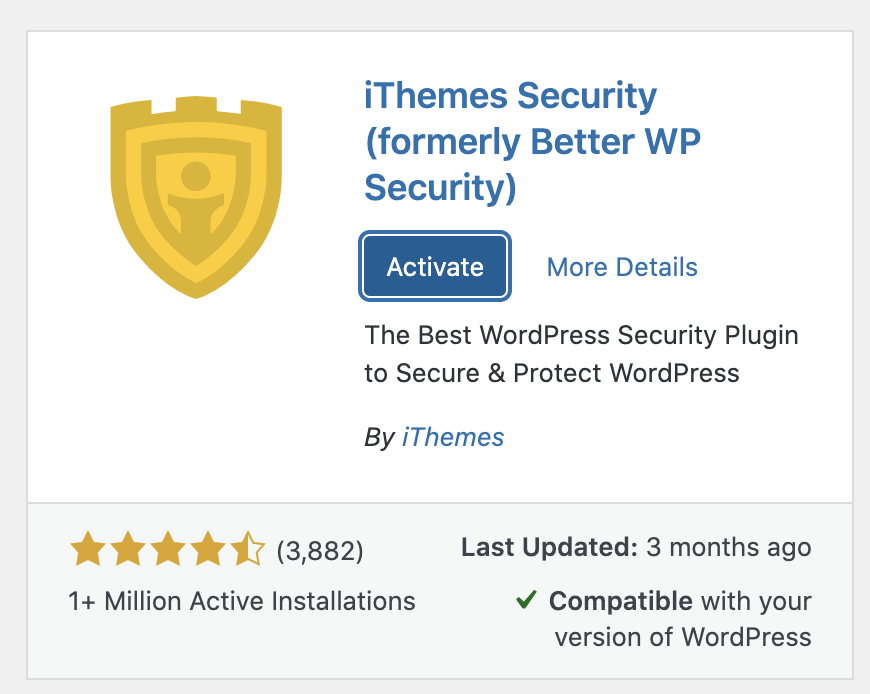 iThemes Security
(formerly Better WP
Security)
Activate
More Details
The Best WordPress Security Plugin
to Secure & Protect WordPress
By iThemes
(3,882)
1+ Million Active Installations
Last Updated: 3 months ago
Compatible with your
version of WordPress